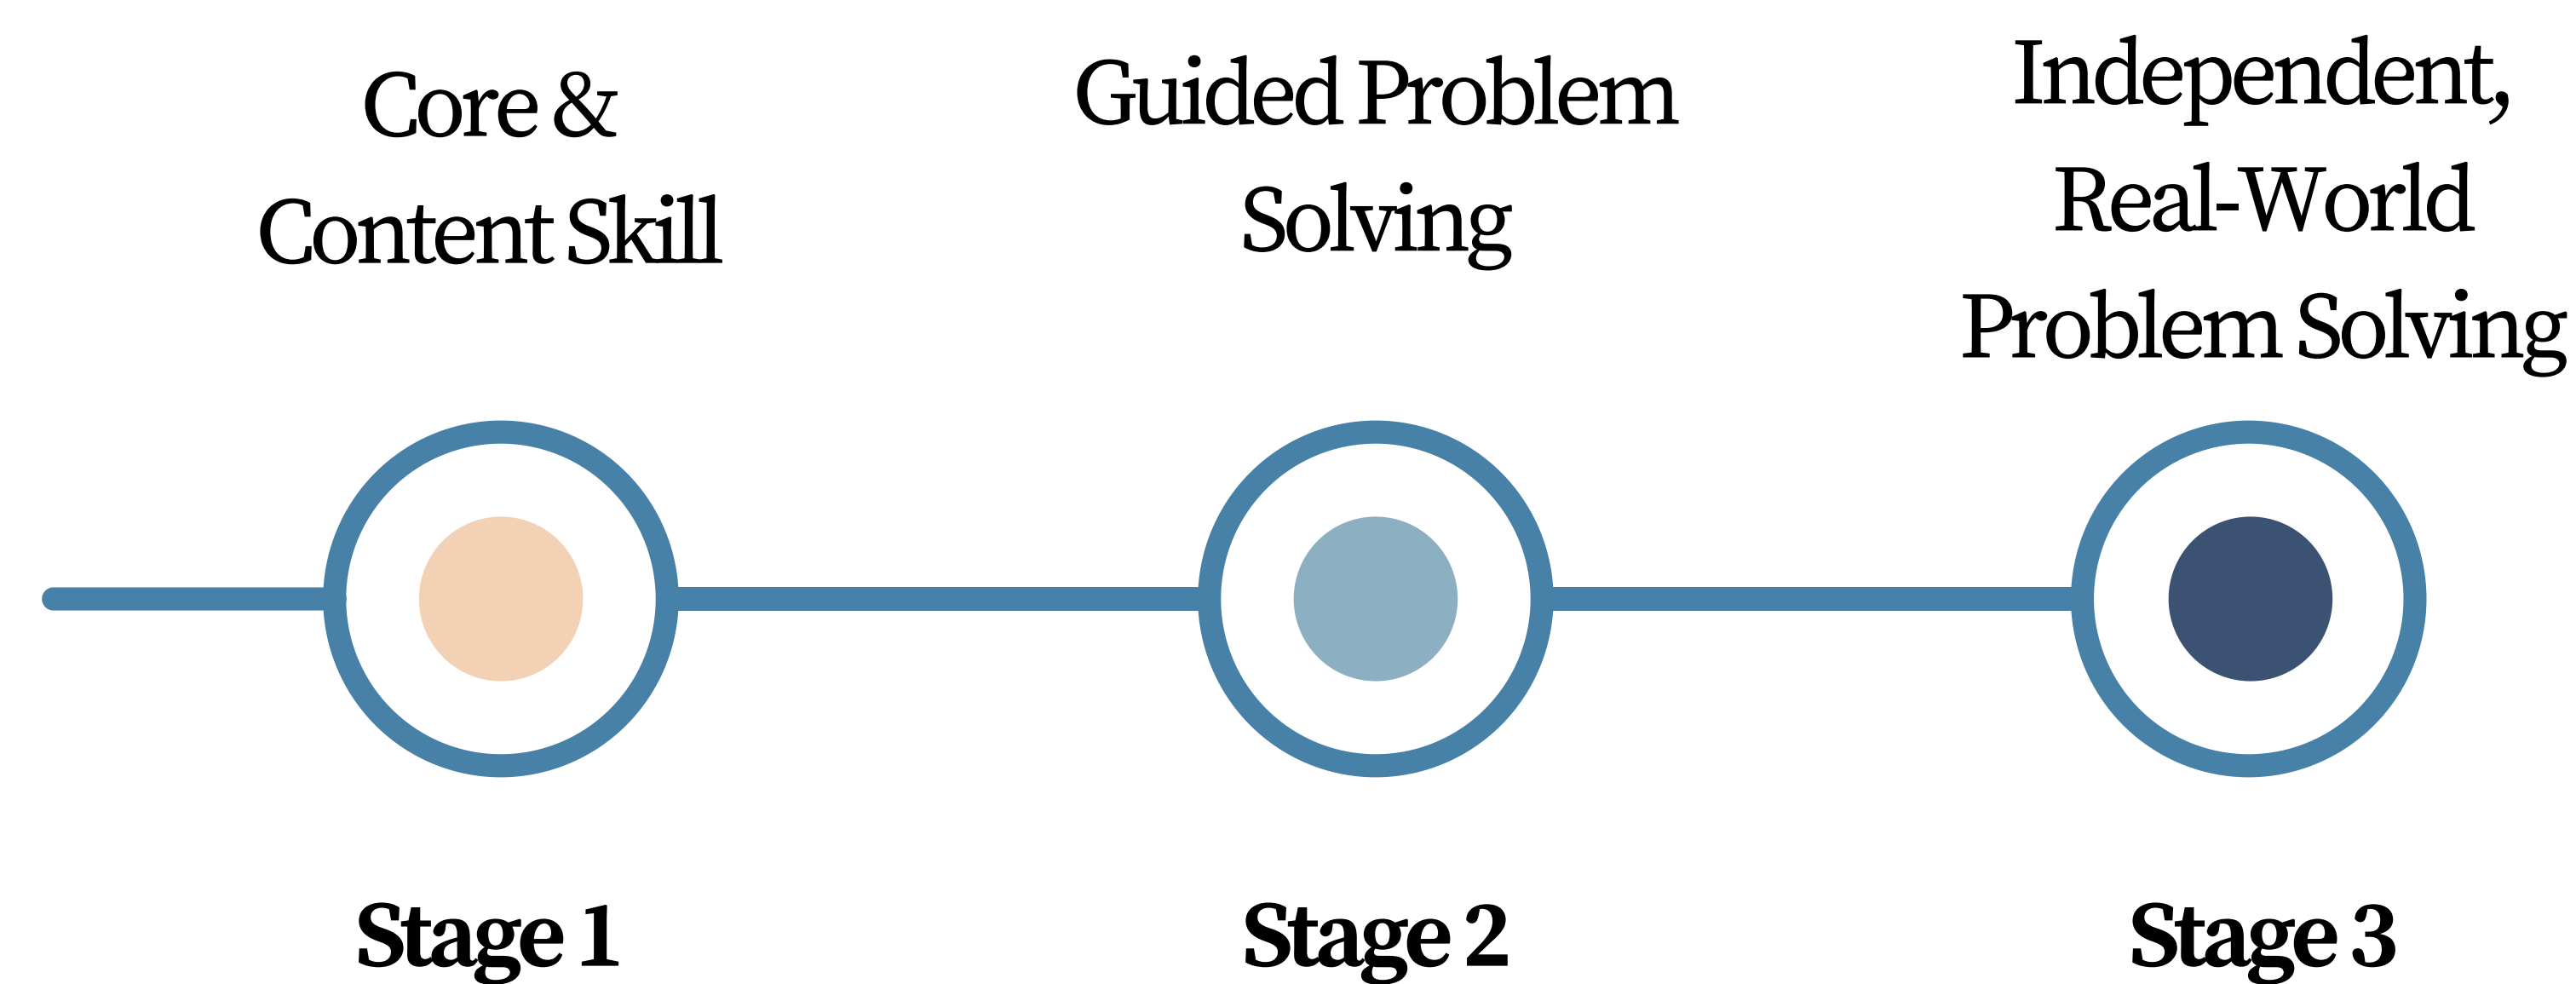 Core &
Content Skill
Guided Problem
Solving
Independent,
Real-World
Problem Solving
Stage 1
Stage 2
Stage 3